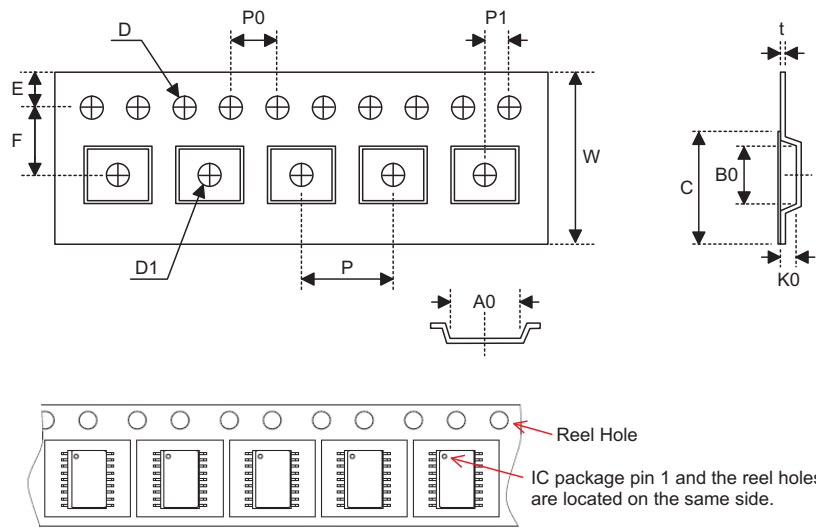 D
P0
P1
t
E
F
W
C
B0
D1
P
K0
A0
Reel Hole
IC package pin 1 and the reel holes
are located on the same side.